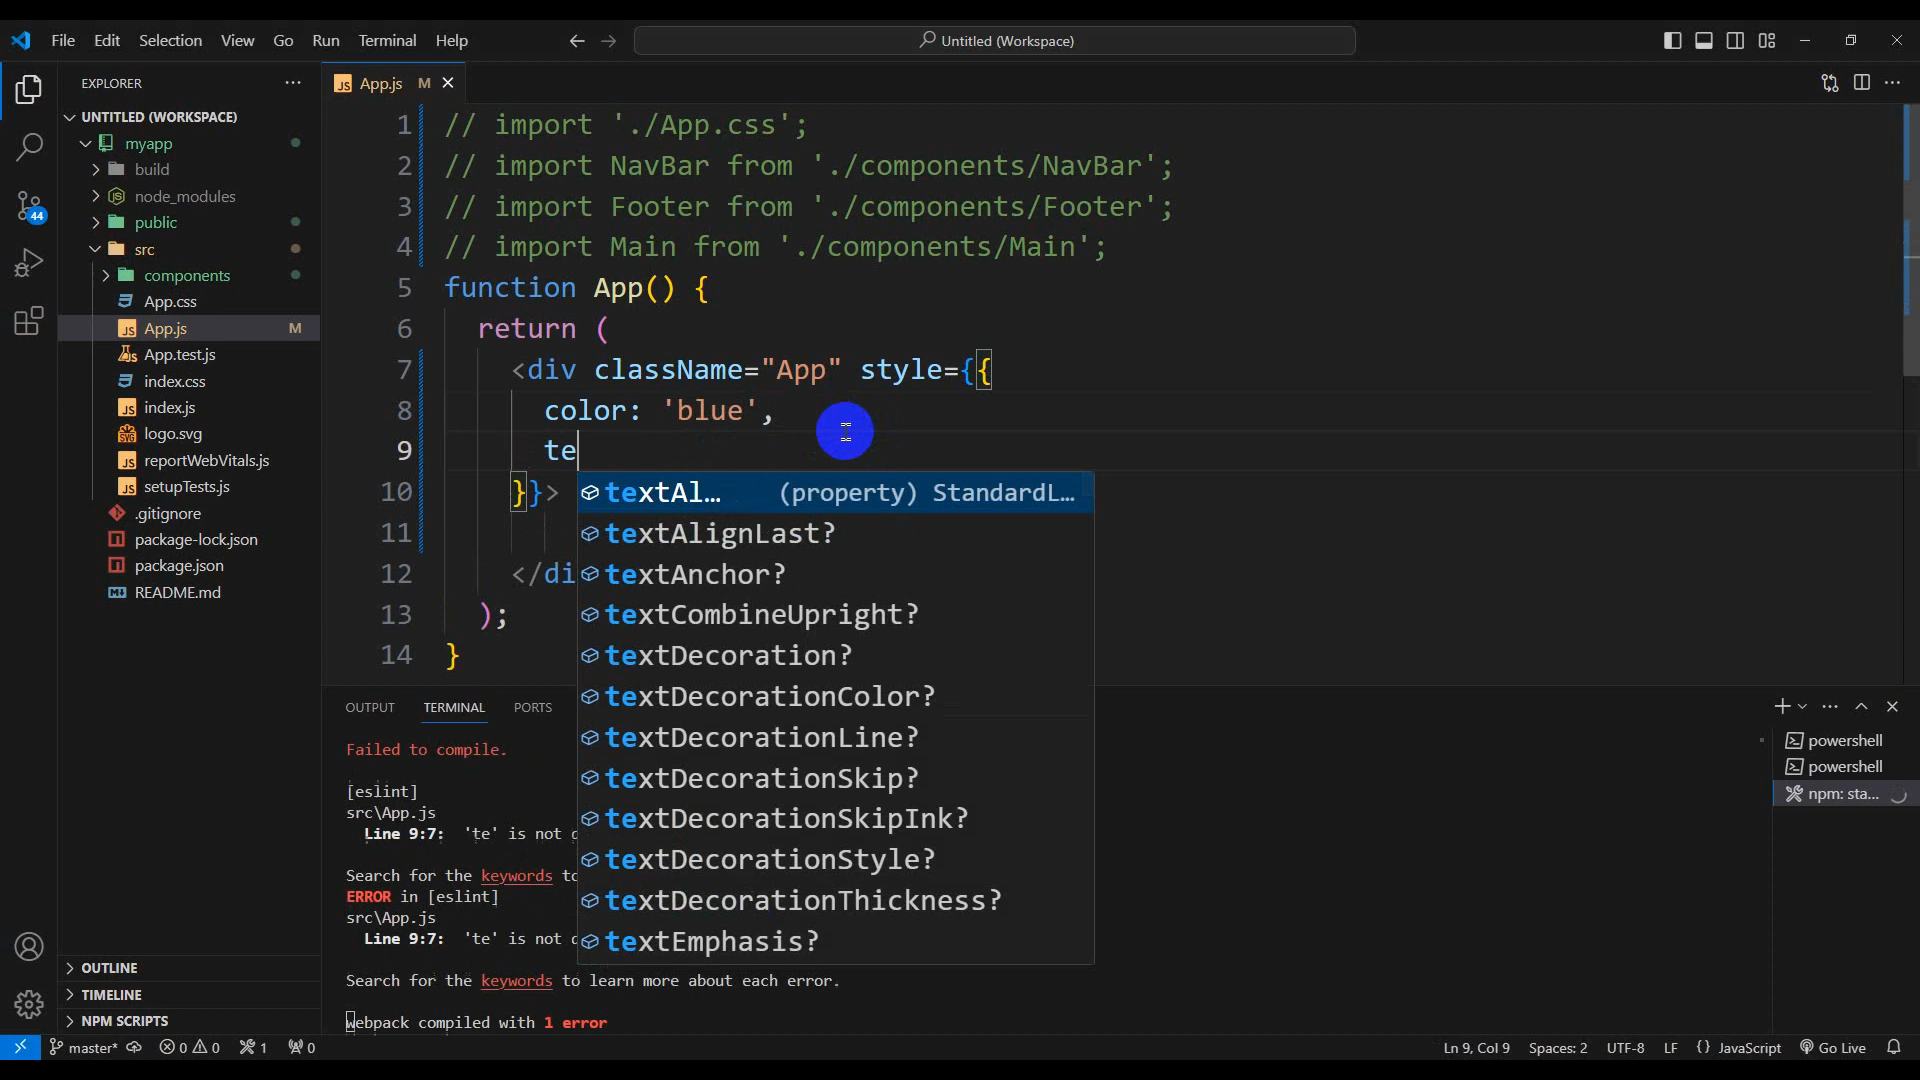 File Edit Selection View Go Run Terminal Help
Untitled (Workspace)
EXPLORER
UNTITLED (WORKSPACE)
myapp
build
node_modules
public
src
components
App.css
App.js M
App.test.js
index.css
index.js
logo.svg
reportWebVitals.js
setupTests.js
.gitignore
package-lock.json
package.json
README.md
OUTLINE
TIMELINE
NPM SCRIPTS
44
App.js M
1 // import './App.css';
2 // import NavBar from './components/NavBar';
3 // import Footer from './components/Footer';
4 // import Main from './components/Main';
5 function App() {
6 return (
7 <div className="App" style={{
8 color: 'blue',
9 te
10 }}>
11
12 </di
13 );
14 }
textAl… (property) StandardL…
textAlignLast?
textAnchor?
textCombineUpright?
textDecoration?
textDecorationColor?
textDecorationLine?
textDecorationSkip?
textDecorationSkipInk?
textDecorationStyle?
textDecorationThickness?
textEmphasis?
OUTPUT TERMINAL PORTS
Failed to compile.
[eslint]
src\App.js
Line 9:7: 'te' is not
Search for the keywords
ERROR in [eslint]
src\App.js
Line 9:7: 'te' is not
Search for the keywords to learn more about each error.
webpack compiled with 1 error
powershell
powershell
npm: sta...
master* 0 0 1 0
Ln 9, Col 9 Spaces: 2 UTF-8 LF {} JavaScript Go Live